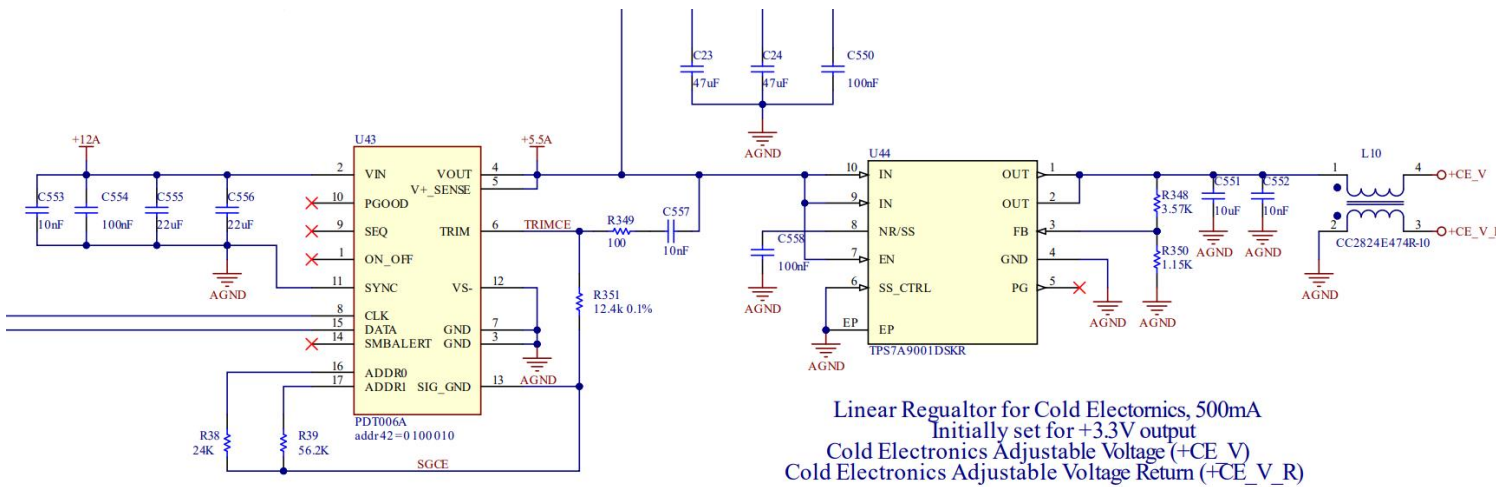 C23
47uF
C24
47uF
C550
100nF
AGND
+12A
C553
10nF
C554
100nF
C555
22uF
C556
22uF
AGND
U43
2 VIN
10 PGOOD
9 SEQ
1 ON_OFF
11 SYNC
8 CLK
15 DATA
14 SMBALERT
16 ADDR0
17 ADDR1
VOUT 4
V+_SENSE 5
TRIM 6
VS- 12
GND 7
GND 3
SIG_GND 13
PDT006A
addr42=0100010
+5.5A
TRIMCE
R349
100
C557
10nF
R351
12.4k 0.1%
AGND
R38
24K
R39
56.2K
SGCE
U44
10 IN
9 IN
8 NR/SS
7 EN
6 SS_CTRL
EP EP
OUT 1
OUT 2
FB 3
GND 4
PG 5
TPS7A9001DSKR
C558
100nF
AGND
AGND
R348
3.57K
R350
1.15K
AGND
AGND
C551
10uF
C552
10nF
AGND
L10
1
4
2
3
CC2824E474R-10
AGND
+CE_V
Linear Regualtor for Cold Electornics, 500mA
Initially set for +3.3V output
Cold Electronics Adjustable Voltage (+CE_V)
Cold Electronics Adjustable Voltage Return (+CE_V_R)